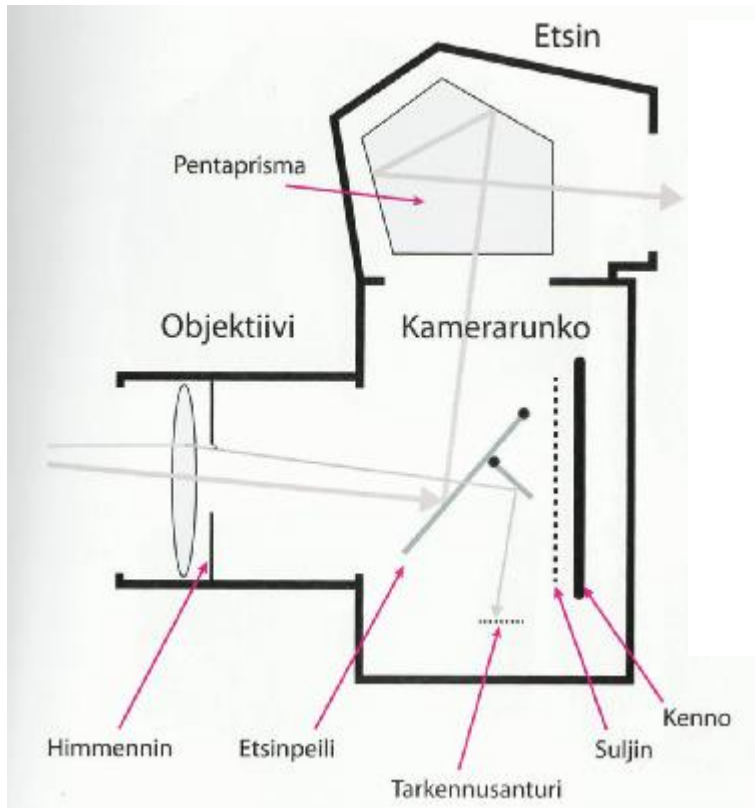 Etsin
Pentaprisma
Objektiivi
Kamerarunko
Kenno
Himmennin
Etsinpeili
Suljin
Tarkennusanturi